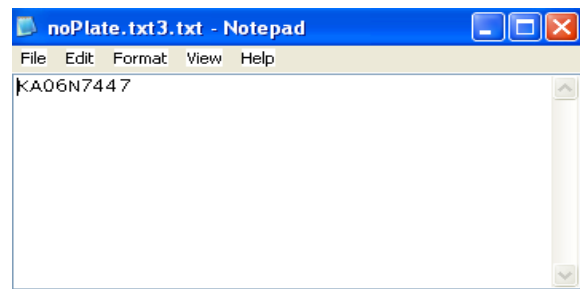 noPlate.txt3.txt - Notepad
File Edit Format View Help
KA06N7447